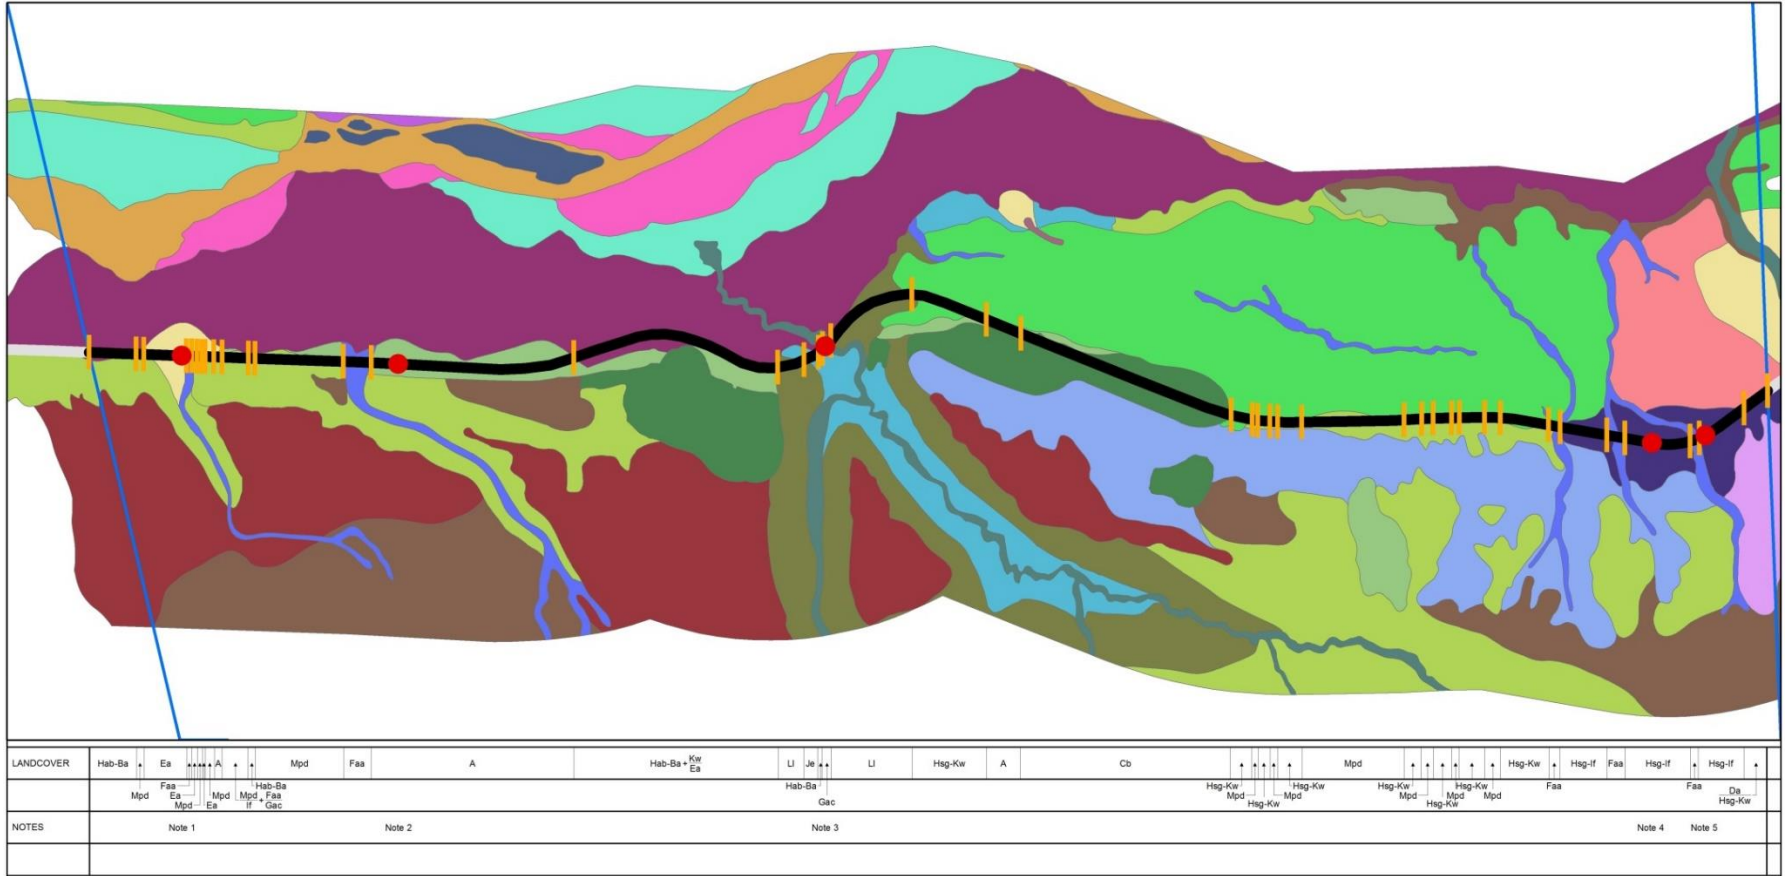 LANDCOVER Hab-Ba Ea A Mpd Faa A Hab-Ba + Kw Ea Ll Je Ll Hsg-Kw A Cb Mpd Hsg-Kw Hsg-If Faa Hsg-If Hsg-If
Faa Hab-Ba Hab-Ba Hsg-Kw Hsg-Kw Hsg-Kw Hsg-Kw Faa Faa Da
Mpd Ea Mpd Mpd + Faa Mpd Mpd Mpd Mpd Mpd
Mpd Ea If Gac Gac Hsg-Kw Hsg-Kw Hsg-Kw
NOTES Note 1 Note 2 Note 3 Note 4 Note 5